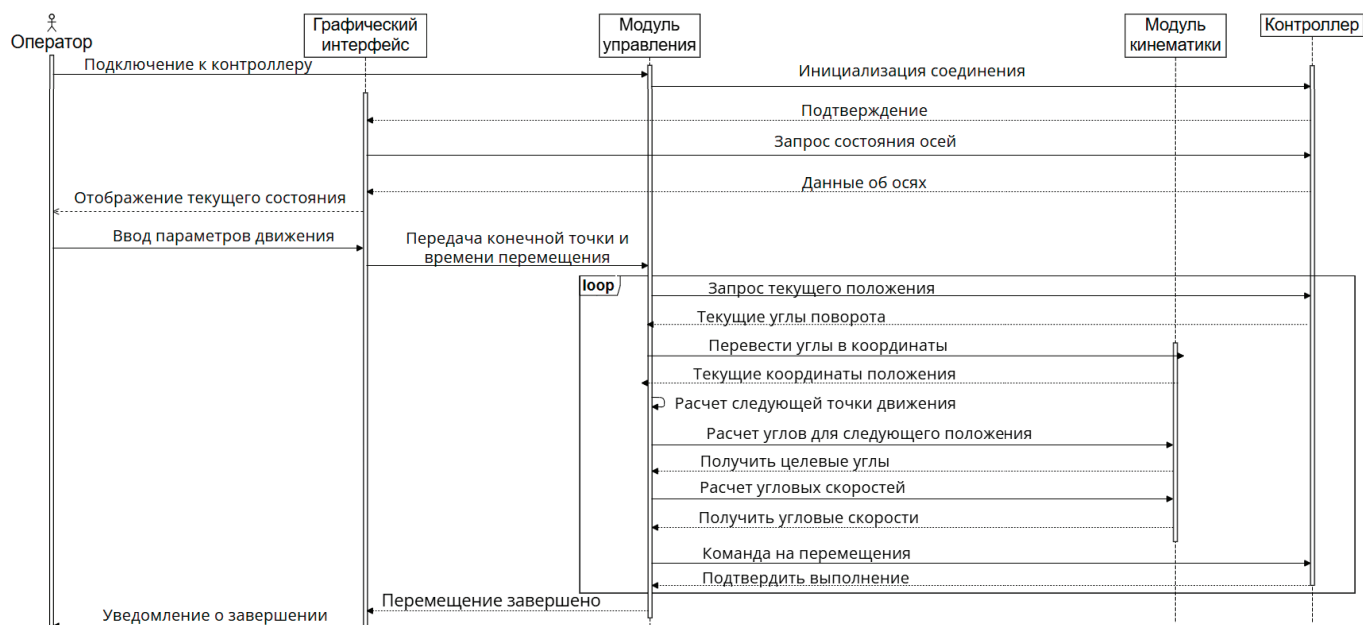 Оператор
Графический
интерфейс
Модуль
управления
Модуль
кинематики
Контроллер
Подключение к контроллеру
Инициализация соединения
Подтверждение
Запрос состояния осей
Данные об осях
Отображение текущего состояния
Ввод параметров движения
Передача конечной точки и
времени перемещения
loop
Запрос текущего положения
Текущие углы поворота
Перевести углы в координаты
Текущие координаты положения
Расчет следующей точки движения
Расчет углов для следующего положения
Получить целевые углы
Расчет угловых скоростей
Получить угловые скорости
Команда на перемещения
Подтвердить выполнение
Перемещение завершено
Уведомление о завершении